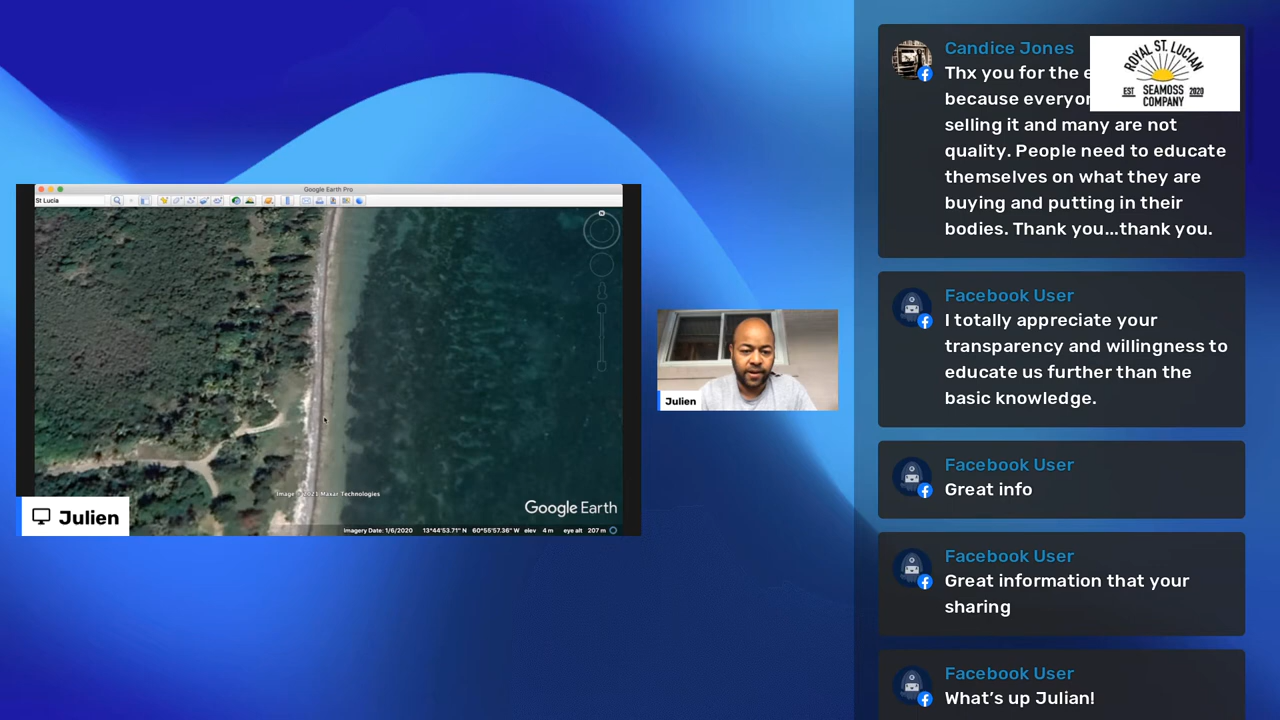 Google Earth Pro
St Lucia
N
Image © 2021 Maxar Technologies
Google Earth
Imagery Date: 1/6/2020 13°44'53.71" N 60°55'57.36" W elev 4 m eye alt 207 m
Julien
Julien
Candice Jones
Thx you for the
because
selling it and many are not
quality. People need to educate
themselves on what they are
buying and putting in their
bodies. Thank you...thank you.
ROYAL ST. LUCIAN
EST SEAMOSS 2020
COMPANY
Facebook User
I totally appreciate your
transparency and willingness to
educate us further than the
basic knowledge.
Facebook User
Great info
Facebook User
Great information that your
sharing
Facebook User
What's up Julian!